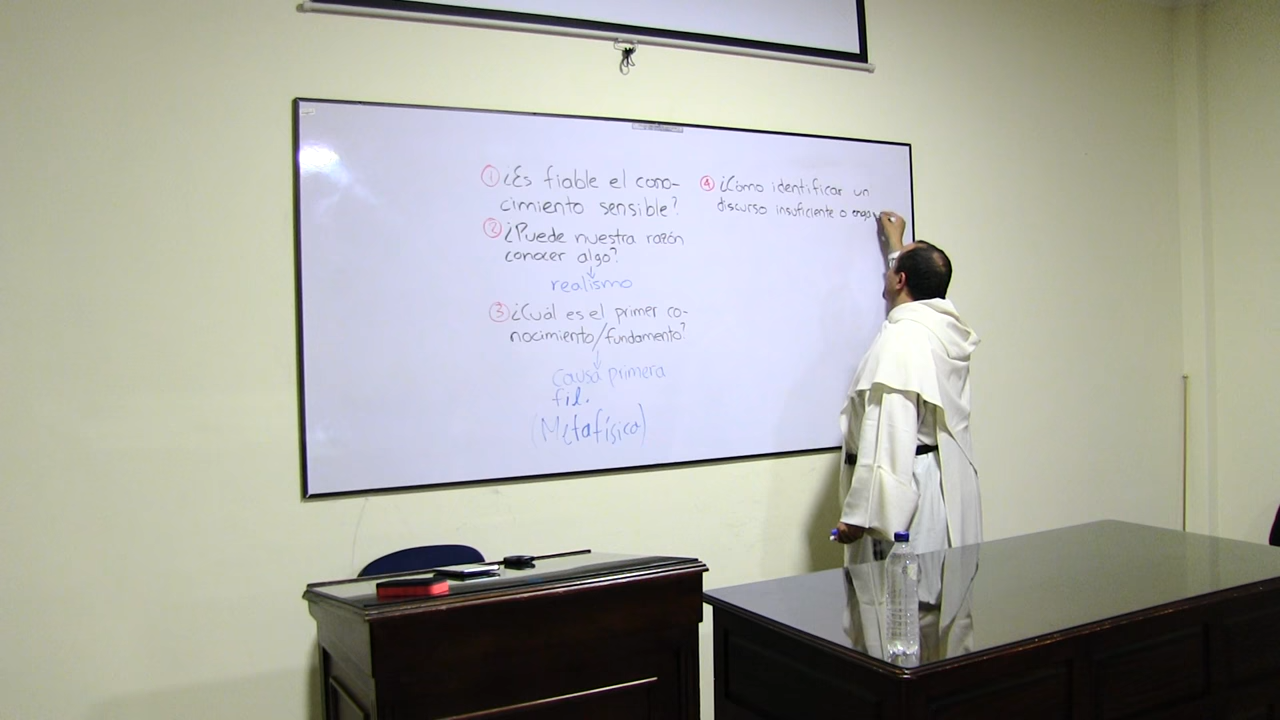 ① ¿Es fiable el cono-
cimiento sensible?
② ¿Puede nuestra razón
conocer algo?
realismo
③ ¿Cuál es el primer co-
nocimiento/fundamento?
causa primera
fil.
(Metafísica)
④ ¿Cómo identificar un
discurso insuficiente o enga